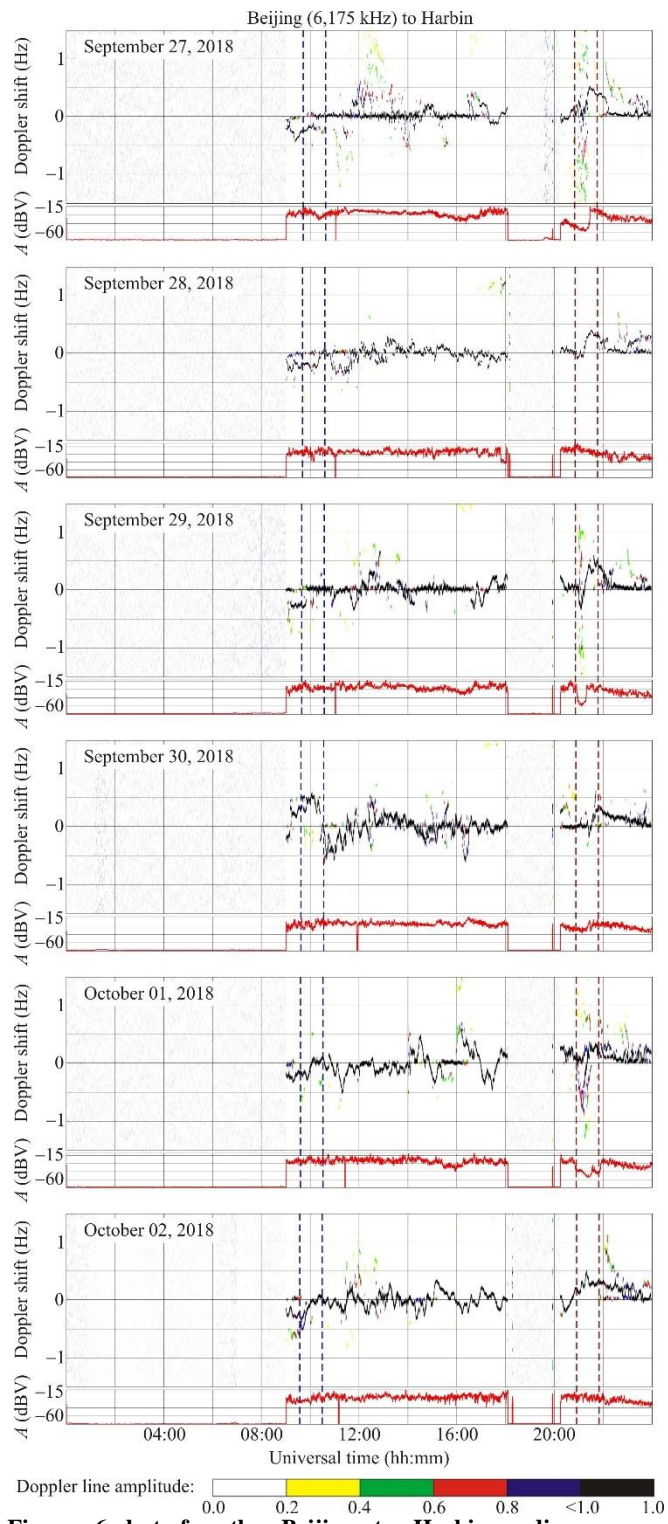 Beijing (6,175 kHz) to Harbin
September 27, 2018
Doppler shift (Hz)
1
0
−1
A (dBV)
−15
−60
September 28, 2018
Doppler shift (Hz)
1
0
−1
A (dBV)
−15
−60
September 29, 2018
Doppler shift (Hz)
1
0
−1
A (dBV)
−15
−60
September 30, 2018
Doppler shift (Hz)
1
0
−1
A (dBV)
−15
−60
October 01, 2018
Doppler shift (Hz)
1
0
−1
A (dBV)
−15
−60
October 02, 2018
Doppler shift (Hz)
1
0
−1
A (dBV)
−15
−60
04:00 08:00 12:00 16:00 20:00
Universal time (hh:mm)
Doppler line amplitude:
0.0 0.2 0.4 0.6 0.8 <1.0 1.0